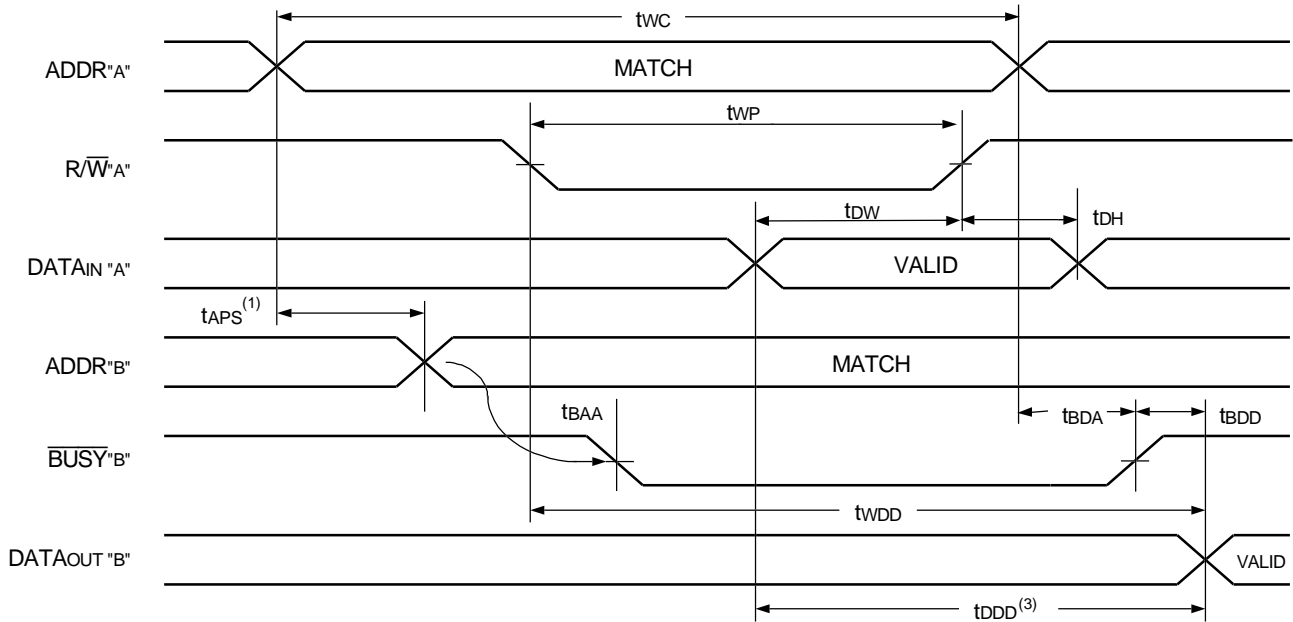 tWC
ADDR"A"
MATCH
tWP
R/W̅"A"
tDW
tDH
DATAIN "A"
VALID
tAPS(1)
ADDR"B"
MATCH
tBAA
tBDA
tBDD
B̅U̅S̅Y̅"B"
tWDD
DATAOUT "B"
VALID
tDDD(3)